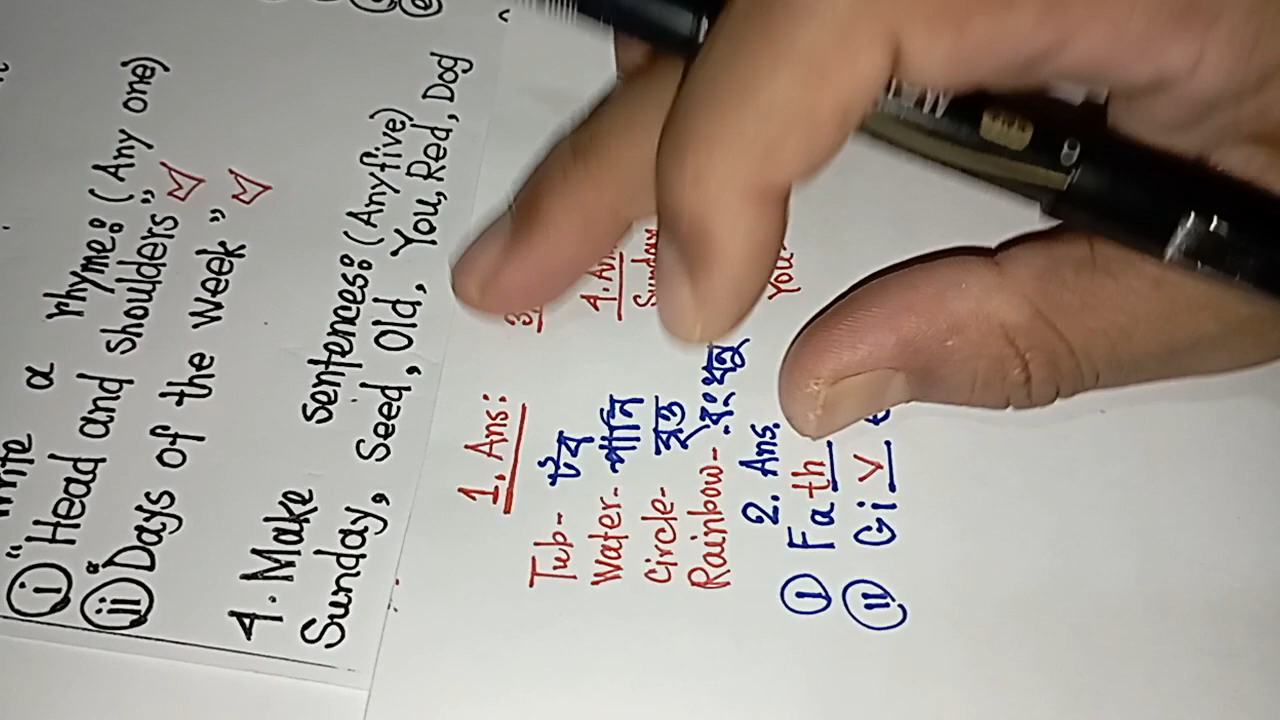 a
(i) "Head and shoulders" rhyme: (Any one)
(ii) "Days of the week"
4. Make sentences: (Any five)
Sunday, Seed, Old, You, Red, Dog
1. Ans:
Tub- টব
Water- পানি
Circle- বৃত্ত
Rainbow- রংধনু
2. Ans.
(i) Fath
(ii) Giv
3
4. An
Sunday
You